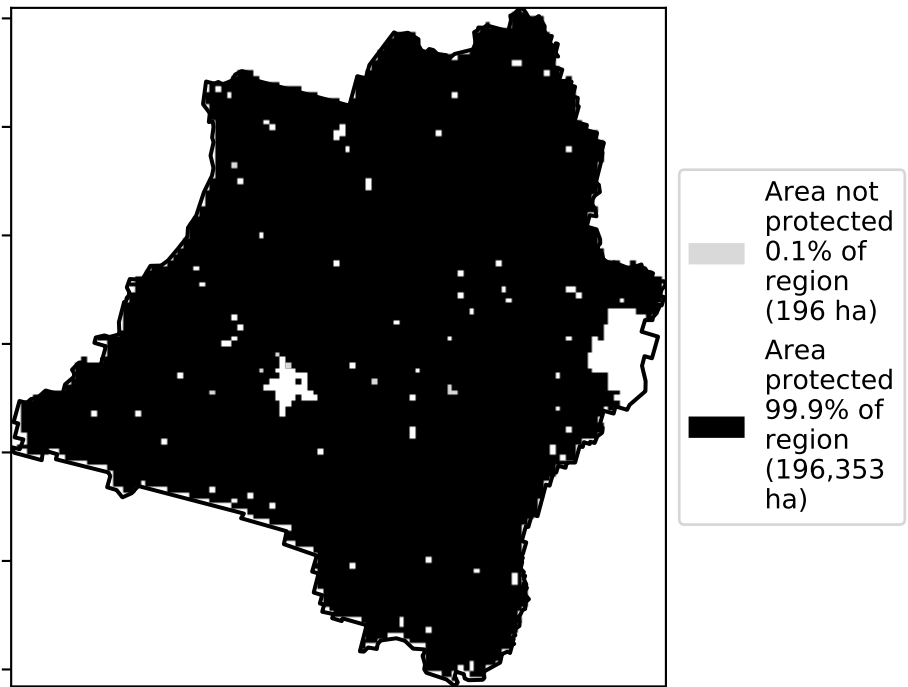 Area not
protected
0.1% of
region
(196 ha)
Area
protected
99.9% of
region
(196,353
ha)